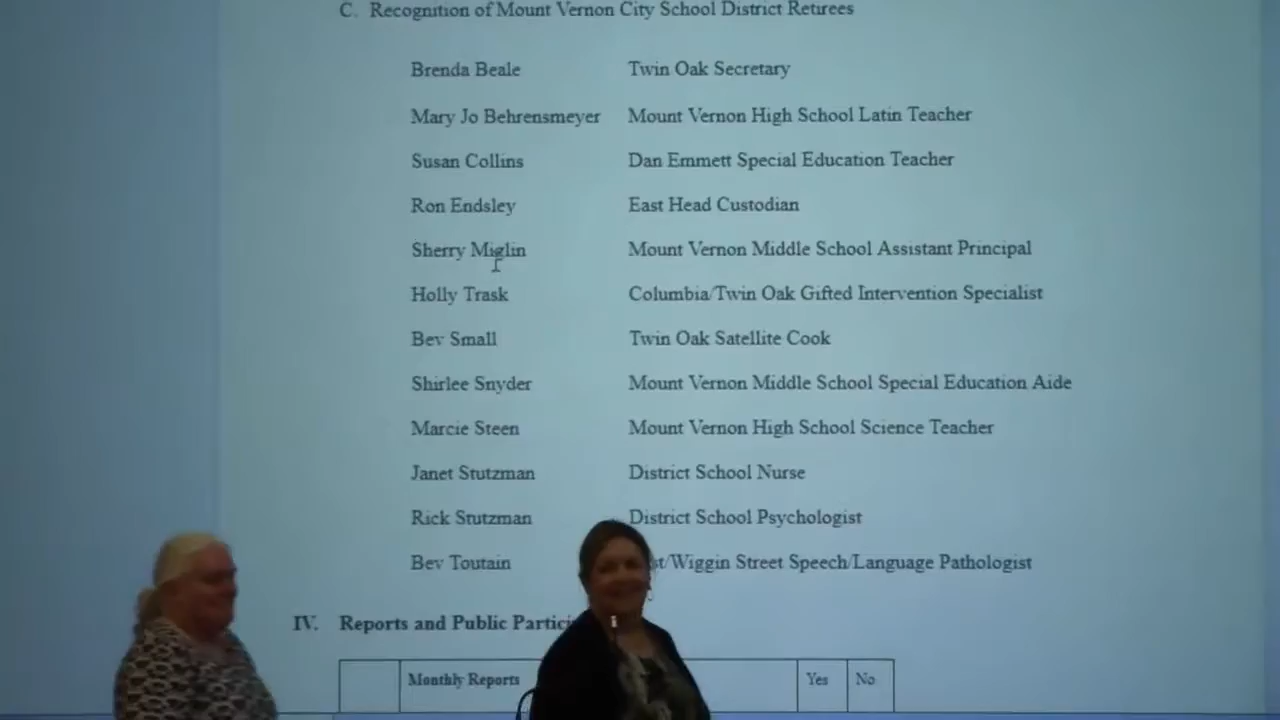 C. Recognition of Mount Vernon City School District Retirees
Brenda Beale Twin Oak Secretary
Mary Jo Behrensmeyer Mount Vernon High School Latin Teacher
Susan Collins Dan Emmett Special Education Teacher
Ron Endsley East Head Custodian
Sherry Miglin Mount Vernon Middle School Assistant Principal
Holly Trask Columbia/Twin Oak Gifted Intervention Specialist
Bev Small Twin Oak Satellite Cook
Shirlee Snyder Mount Vernon Middle School Special Education Aide
Marcie Steen Mount Vernon High School Science Teacher
Janet Stutzman District School Nurse
Rick Stutzman District School Psychologist
Bev Toutain st/Wiggin Street Speech/Language Pathologist
IV. Reports and Public Partici
Monthly Reports Yes No